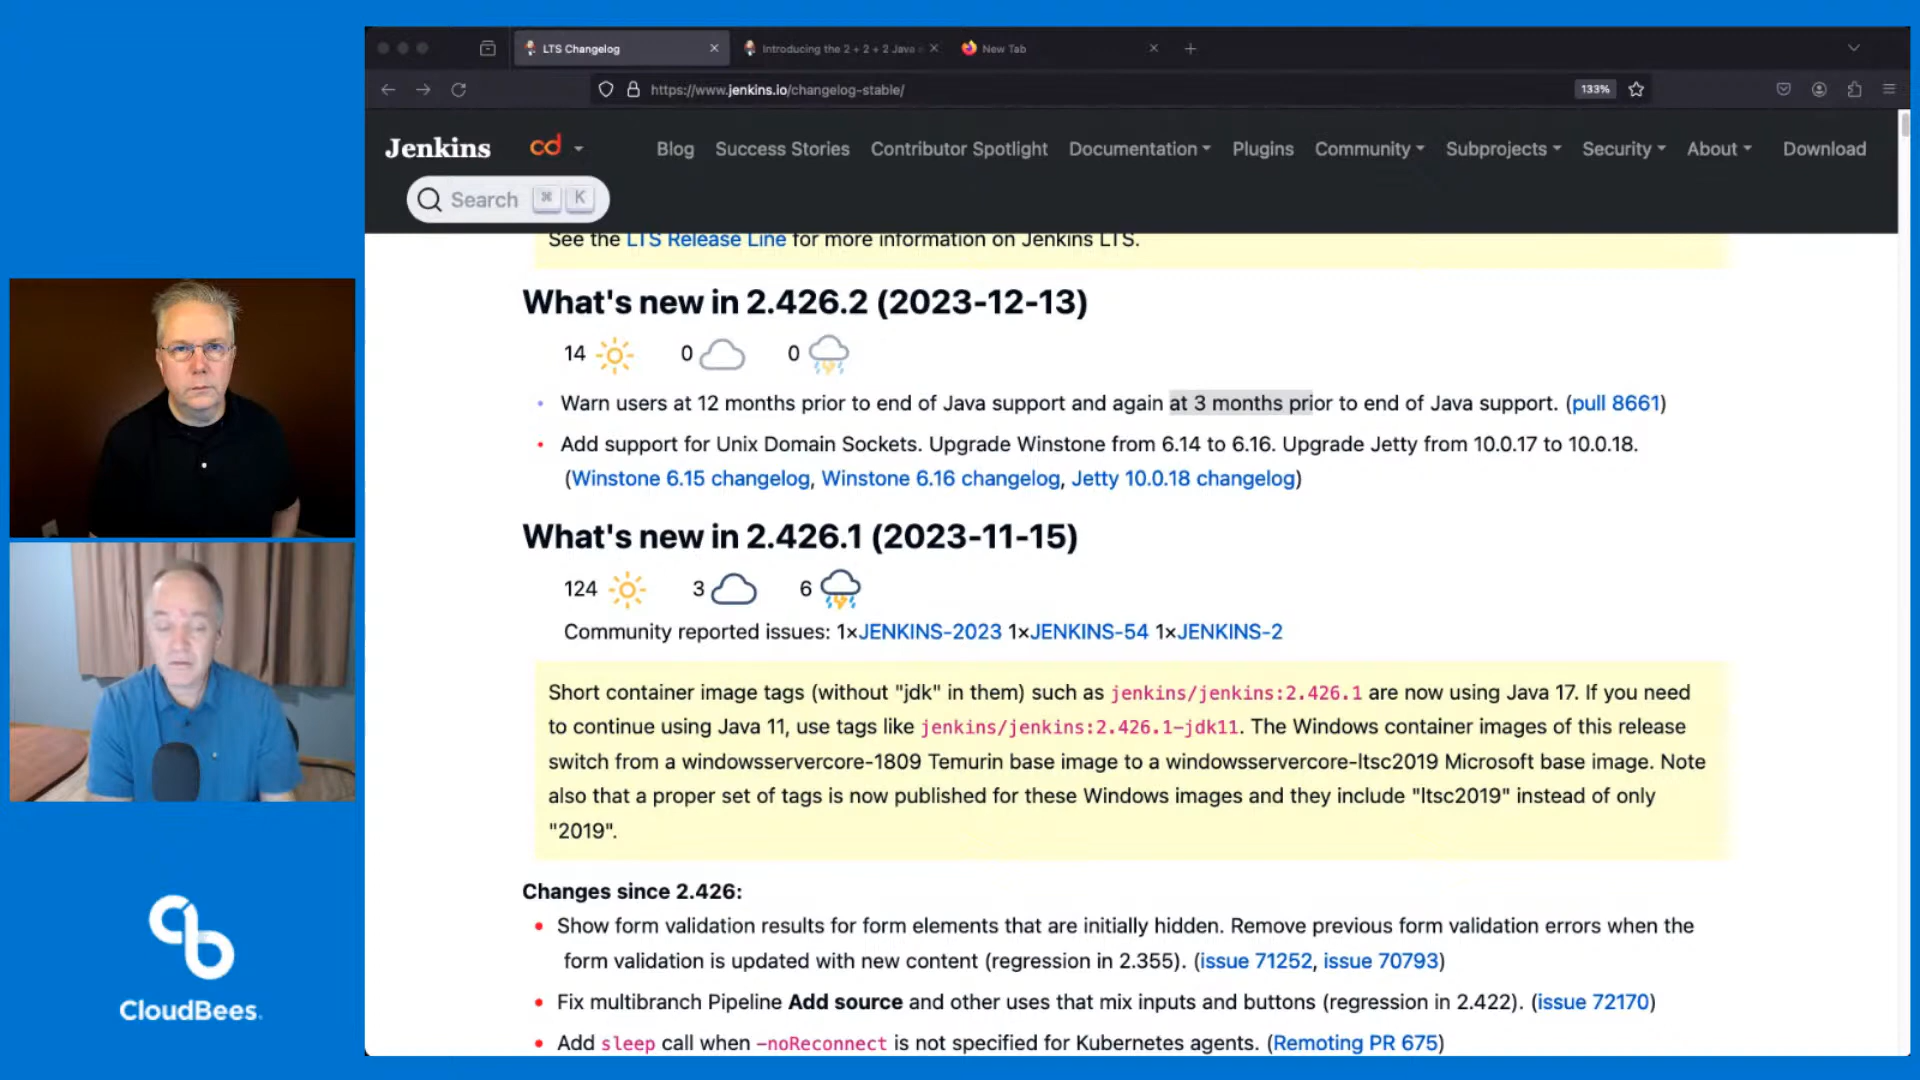 LTS Changelog
Introducing the 2 + 2 + 2 Java
New Tab
https://www.jenkins.io/changelog-stable/
133%
Jenkins cd Blog Success Stories Contributor Spotlight Documentation Plugins Community Subprojects Security About Download
Search ⌘ K
See the LTS Release Line for more information on Jenkins LTS.
What's new in 2.426.2 (2023-12-13)
14 0 0
Warn users at 12 months prior to end of Java support and again at 3 months prior to end of Java support. (pull 8661)
Add support for Unix Domain Sockets. Upgrade Winstone from 6.14 to 6.16. Upgrade Jetty from 10.0.17 to 10.0.18.
(Winstone 6.15 changelog, Winstone 6.16 changelog, Jetty 10.0.18 changelog)
What's new in 2.426.1 (2023-11-15)
124 3 6
Community reported issues: 1×JENKINS-2023 1×JENKINS-54 1×JENKINS-2
Short container image tags (without "jdk" in them) such as jenkins/jenkins:2.426.1 are now using Java 17. If you need
to continue using Java 11, use tags like jenkins/jenkins:2.426.1-jdk11. The Windows container images of this release
switch from a windowsservercore-1809 Temurin base image to a windowsservercore-ltsc2019 Microsoft base image. Note
also that a proper set of tags is now published for these Windows images and they include "ltsc2019" instead of only
"2019".
Changes since 2.426:
Show form validation results for form elements that are initially hidden. Remove previous form validation errors when the
form validation is updated with new content (regression in 2.355). (issue 71252, issue 70793)
Fix multibranch Pipeline Add source and other uses that mix inputs and buttons (regression in 2.422). (issue 72170)
Add sleep call when -noReconnect is not specified for Kubernetes agents. (Remoting PR 675)
CloudBees.